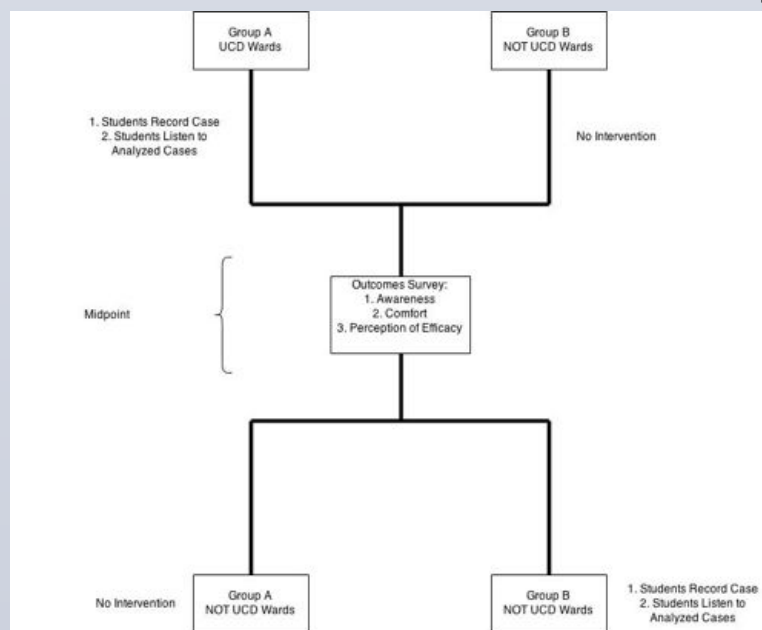 Group A
UCD Wards
Group B
NOT UCD Wards
1. Students Record Case
2. Students Listen to
Analyzed Cases
No Intervention
Midpoint
Outcomes Survey:
1. Awareness
2. Comfort
3. Perception of Efficacy
No Intervention
Group A
NOT UCD Wards
Group B
NOT UCD Wards
1. Students Record Case
2. Students Listen to
Analyzed Cases